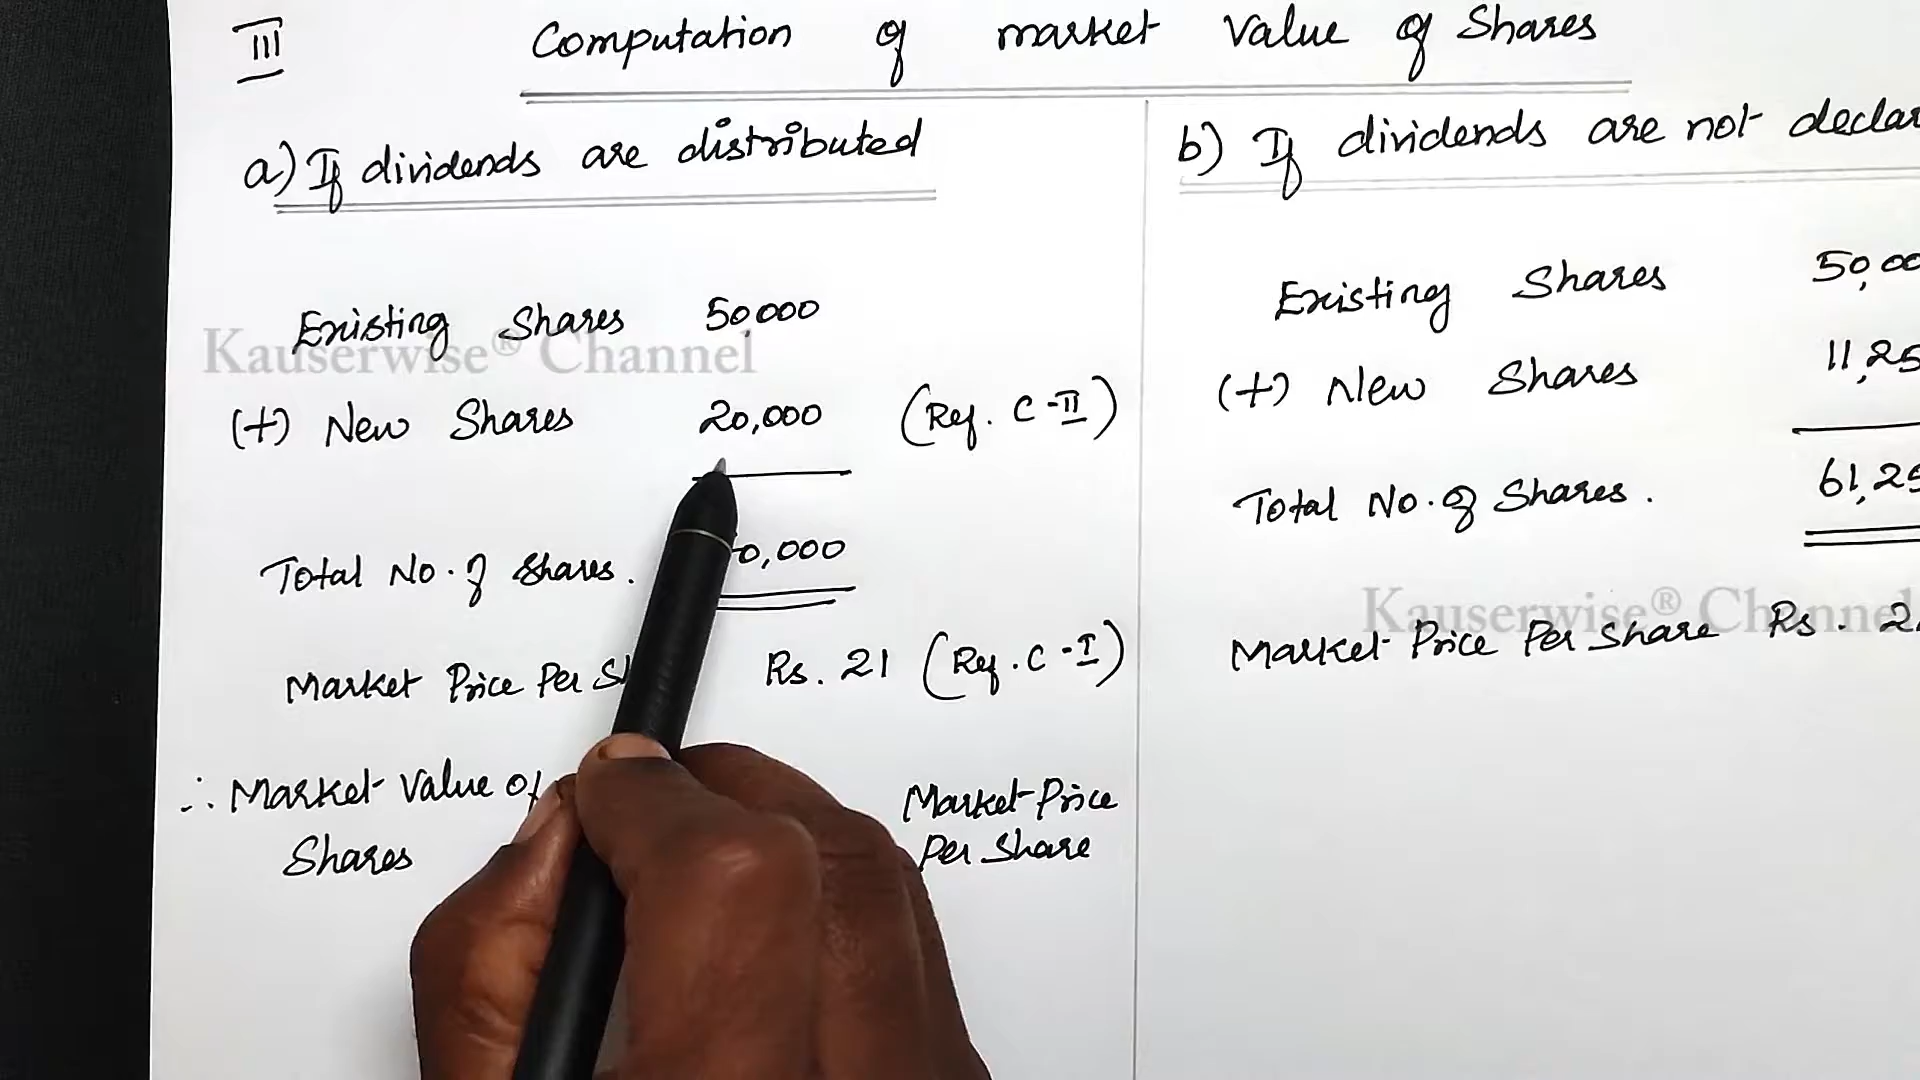 III
Computation of market Value of Shares
a) If dividends are distributed
Existing Shares 50,000
Kauserwise® Channel
(+) New Shares 20,000 (Ref. C-II)
Total No. of Shares. 0,000
Market Price Per Sh Rs. 21 (Ref. C-I)
∴ Market Value of
Shares
Market Price
Per Share
b) If dividends are not declar
Existing Shares 50,00
(+) New Shares 11,25
Total No. of Shares. 61,25
Kauserwise® Channel
Market Price Per Share Rs. 2